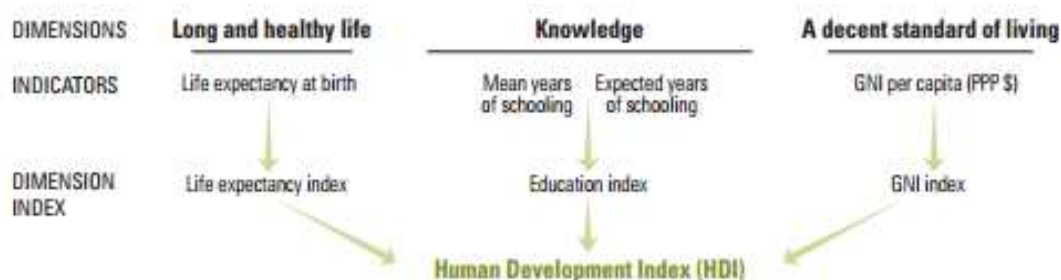 DIMENSIONS Long and healthy life Knowledge A decent standard of living
INDICATORS Life expectancy at birth Mean years of schooling Expected years of schooling GNI per capita (PPP $)
DIMENSION INDEX Life expectancy index Education index GNI index
Human Development Index (HDI)